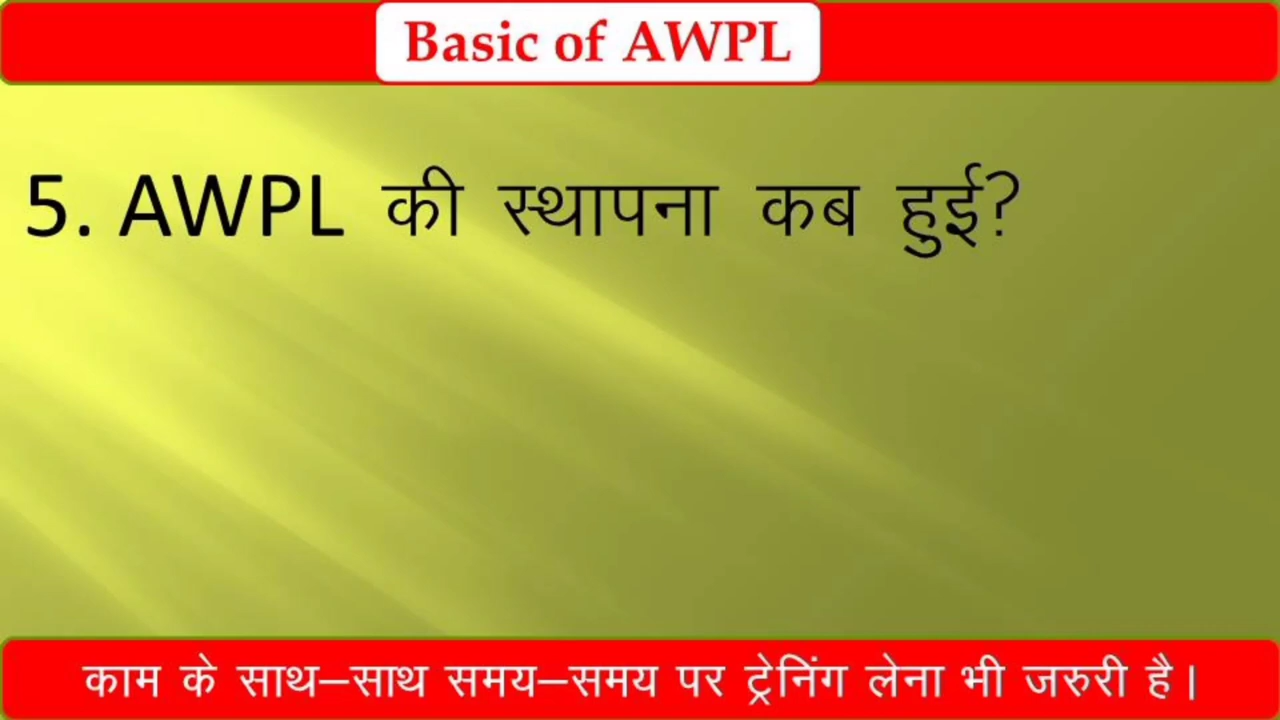 Basic of AWPL
5. AWPL की स्थापना कब हुई?
काम के साथ–साथ समय–समय पर ट्रेनिंग लेना भी जरुरी है।